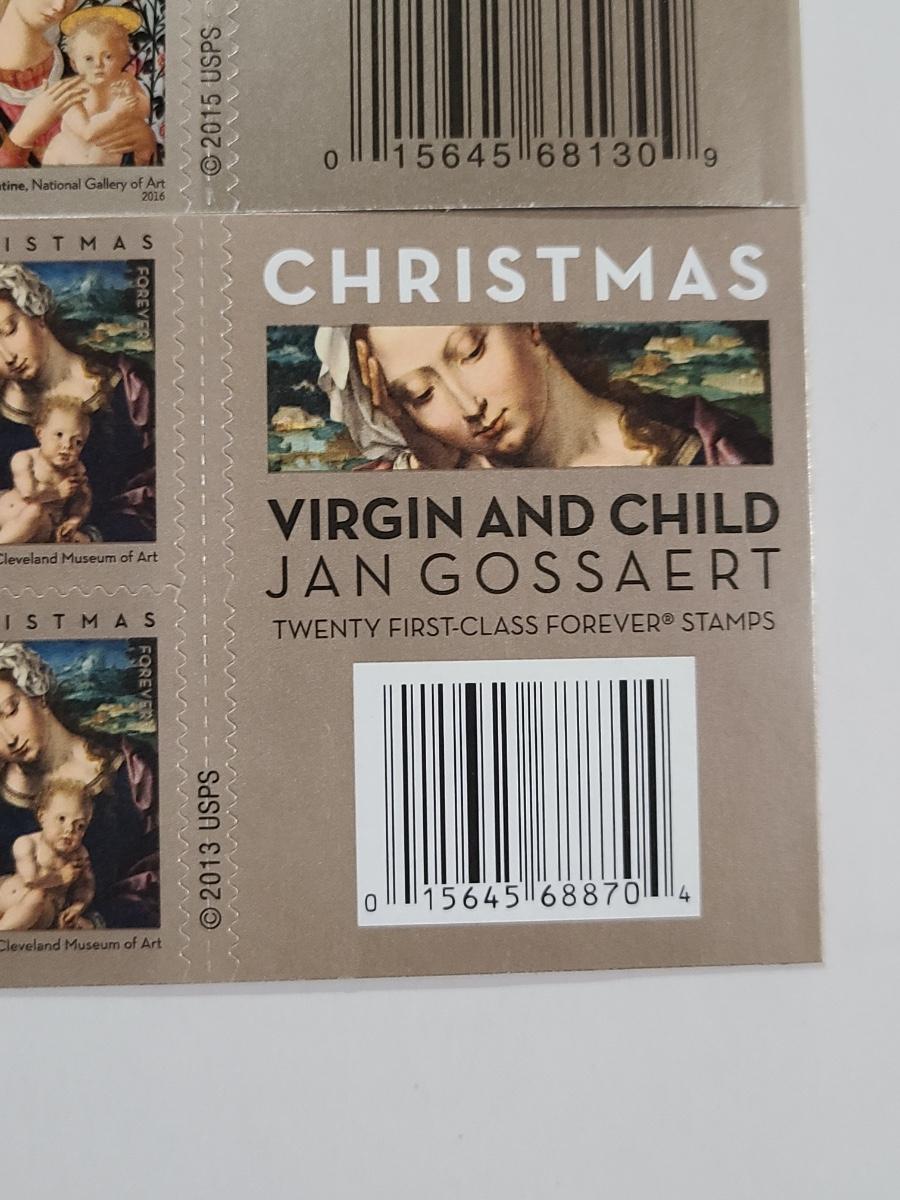 © 2015 USPS
0 15645 68130 9
tine, National Gallery of Art
2016
ISTMAS
FOREVER
Cleveland Museum of Art
ISTMAS
FOREVER
Cleveland Museum of Art
© 2013 USPS
CHRISTMAS
VIRGIN AND CHILD
JAN GOSSAERT
TWENTY FIRST-CLASS FOREVER® STAMPS
0 15645 68870 4